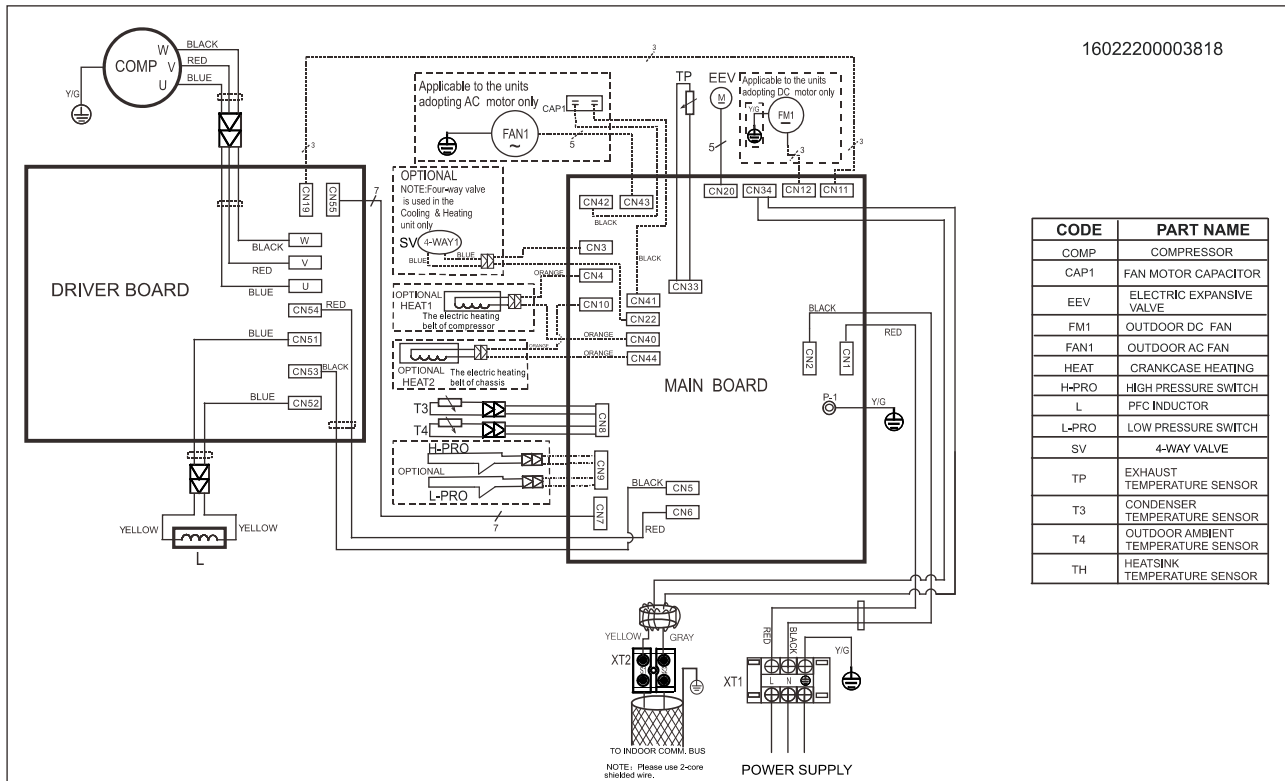 16022200003818
COMP
W
V
U
BLACK
RED
BLUE
Y/G
3
Applicable to the units
adopting AC motor only
CAP1
FAN1
5
TP
EEV
M
5
Applicable to the units
adopting DC motor only
Y/G
FM1
3
3
DRIVER BOARD
CN19
CN55
7
BLACK
W
RED
V
BLUE
U
CN54
RED
BLUE
CN51
CN53
BLACK
BLUE
CN52
YELLOW
YELLOW
L
OPTIONAL
NOTE:Four-way valve
is used in the
Cooling & Heating
unit only
SV
4-WAY1
BLUE
BLUE
OPTIONAL
HEAT1
The electric heating
belt of compressor
ORANGE
ORANGE
ORANGE
OPTIONAL
HEAT2
The electric heating
belt of chassis
T3
T4
H-PRO
OPTIONAL
L-PRO
7
MAIN BOARD
CN42
CN43
BLACK
CN20
CN34
CN12
CN11
CN3
CN4
BLACK
CN10
CN41
CN33
CN22
CN40
CN44
BLACK
RED
CN2
CN1
P-1
Y/G
CN8
CN9
CN7
BLACK
CN5
CN6
RED
YELLOW
GRAY
XT2
TO INDOOR COMM. BUS
NOTE: Please use 2-core
shielded wire.
RED
BLACK
Y/G
XT1
L
N
POWER SUPPLY
CODE PART NAME
COMP COMPRESSOR
CAP1 FAN MOTOR CAPACITOR
EEV ELECTRIC EXPANSIVE
VALVE
FM1 OUTDOOR DC FAN
FAN1 OUTDOOR AC FAN
HEAT CRANKCASE HEATING
H-PRO HIGH PRESSURE SWITCH
L PFC INDUCTOR
L-PRO LOW PRESSURE SWITCH
SV 4-WAY VALVE
TP EXHAUST
TEMPERATURE SENSOR
T3 CONDENSER
TEMPERATURE SENSOR
T4 OUTDOOR AMBIENT
TEMPERATURE SENSOR
TH HEATSINK
TEMPERATURE SENSOR